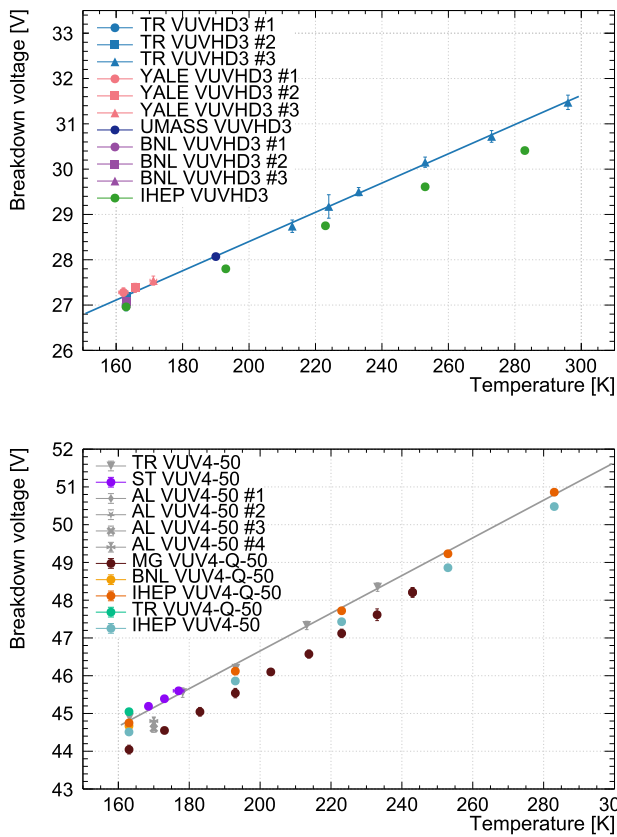 Breakdown voltage [V]
33
32
31
30
29
28
27
26
TR VUVHD3 #1
TR VUVHD3 #2
TR VUVHD3 #3
YALE VUVHD3 #1
YALE VUVHD3 #2
YALE VUVHD3 #3
UMASS VUVHD3
BNL VUVHD3 #1
BNL VUVHD3 #2
BNL VUVHD3 #3
IHEP VUVHD3
160 180 200 220 240 260 280 300
Temperature [K]
Breakdown voltage [V]
52
51
50
49
48
47
46
45
44
43
TR VUV4-50
ST VUV4-50
AL VUV4-50 #1
AL VUV4-50 #2
AL VUV4-50 #3
AL VUV4-50 #4
MG VUV4-Q-50
BNL VUV4-Q-50
IHEP VUV4-Q-50
TR VUV4-Q-50
IHEP VUV4-50
160 180 200 220 240 260 280 30
Temperature [K]